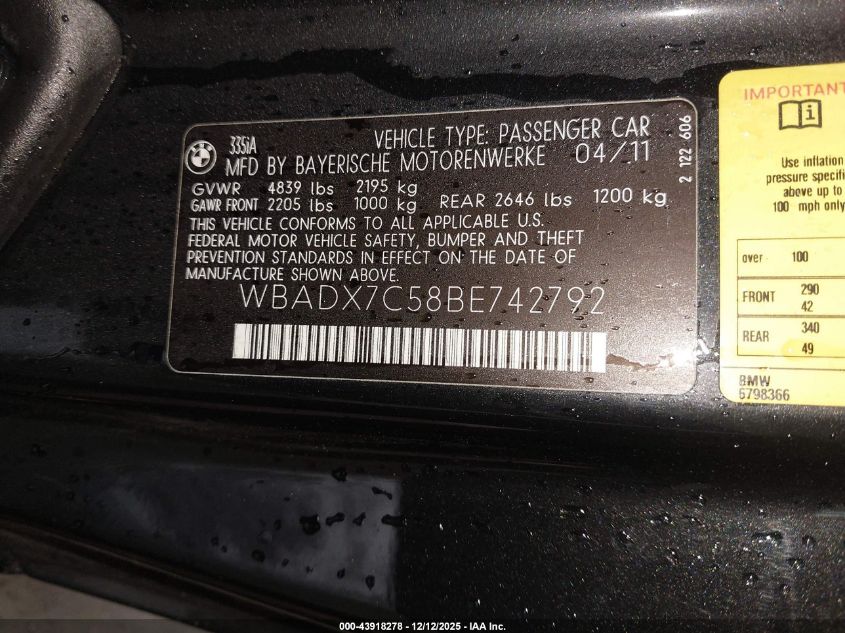 BMW
335iA
VEHICLE TYPE: PASSENGER CAR
MFD BY BAYERISCHE MOTORENWERKE 04/11
GVWR 4839 lbs 2195 kg
GAWR FRONT 2205 lbs 1000 kg REAR 2646 lbs 1200 kg
THIS VEHICLE CONFORMS TO ALL APPLICABLE U.S.
FEDERAL MOTOR VEHICLE SAFETY, BUMPER AND THEFT
PREVENTION STANDARDS IN EFFECT ON THE DATE OF
MANUFACTURE SHOWN ABOVE.
WBADX7C58BE742792
2 122 606
IMPORTANT
i
Use inflation
pressure specifi
above up to
100 mph only
over 100
FRONT 290
42
REAR 340
49
BMW
6798366
000-43918278 - 12/12/2025 - IAA Inc.